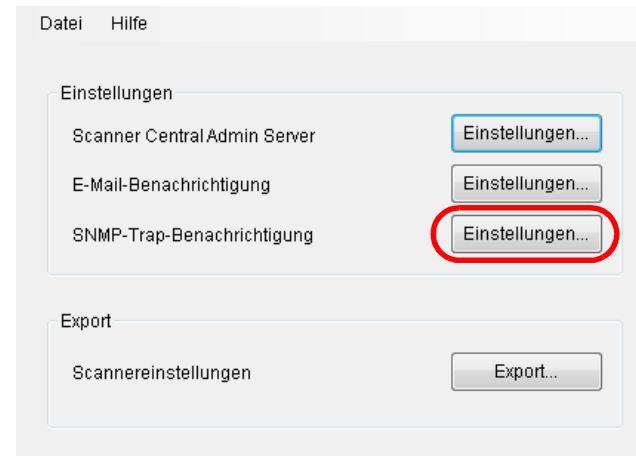 Datei Hilfe
Einstellungen
Scanner Central Admin Server Einstellungen...
E-Mail-Benachrichtigung Einstellungen...
SNMP-Trap-Benachrichtigung Einstellungen...
Export
Scannereinstellungen Export...